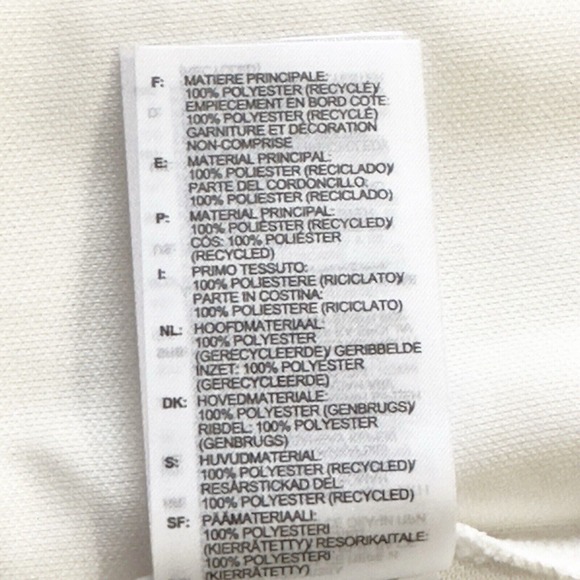 F: MATIERE PRINCIPALE:
100% POLYESTER (RECYCLÉ)/
EMPIECEMENT EN BORD COTE:
100% POLYESTER (RECYCLÉ)
GARNITURE ET DÉCORATION
NON-COMPRISE
E: MATERIAL PRINCIPAL:
100% POLIESTER (RECICLADO)/
PARTE DEL CORDONCILLO:
100% POLIESTER (RECICLADO)
P: MATERIAL PRINCIPAL:
100% POLIÉSTER (RECYCLED)/
CÓS: 100% POLIÉSTER
(RECYCLED)
I: PRIMO TESSUTO:
100% POLIESTERE (RICICLATO)/
PARTE IN COSTINA:
100% POLIESTERE (RICICLATO)
NL: HOOFDMATERIAAL:
100% POLYESTER
(GERECYCLEERDE)/ GERIBBELDE
INZET: 100% POLYESTER
(GERECYCLEERDE)
DK: HOVEDMATERIALE:
100% POLYESTER (GENBRUGS)/
RIBDEL: 100% POLYESTER
(GENBRUGS)
S: HUVUDMATERIAL:
100% POLYESTER (RECYCLED)/
RESÅRSTICKAD DEL:
100% POLYESTER (RECYCLED)
SF: PÄÄMATERIAALI:
100% POLYESTERI
(KIERRÄTETTY)/ RESORIKAITALE:
100% POLYESTERI
(KIERRÄTETTY)